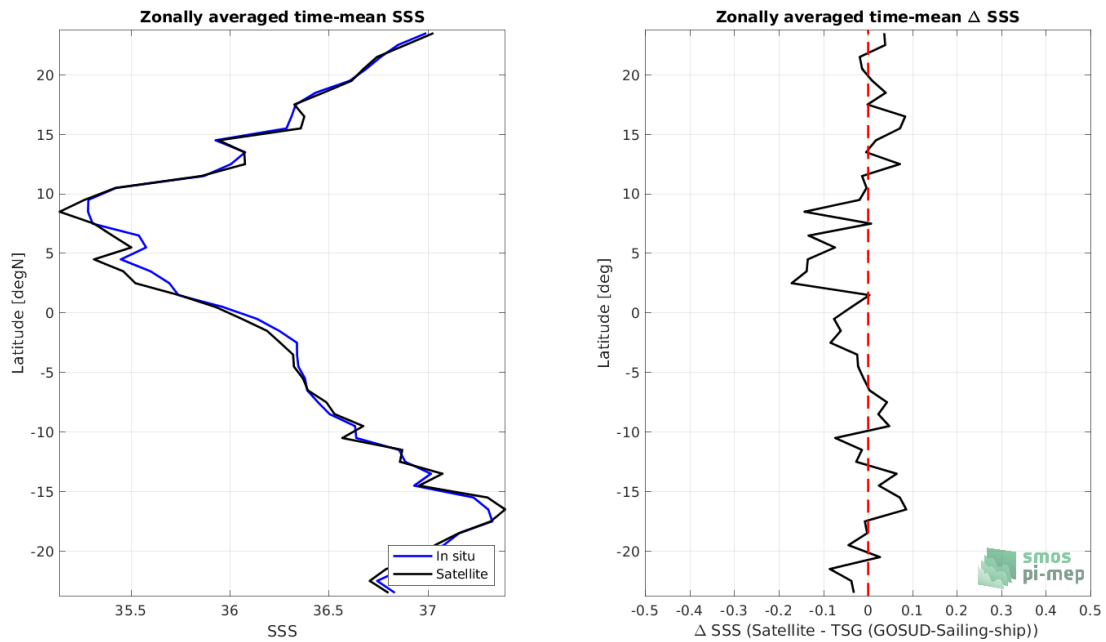 Zonally averaged time-mean SSS
20
15
10
5
0
-5
-10
-15
-20
Latitude [degN]
35.5 36 36.5 37
SSS
In situ
Satellite
Zonally averaged time-mean Δ SSS
20
15
10
5
0
-5
-10
-15
-20
Latitude [deg]
-0.5 -0.4 -0.3 -0.2 -0.1 0 0.1 0.2 0.3 0.4 0.5
Δ SSS (Satellite - TSG (GOSUD-Sailing-ship))
smos
pi-mep